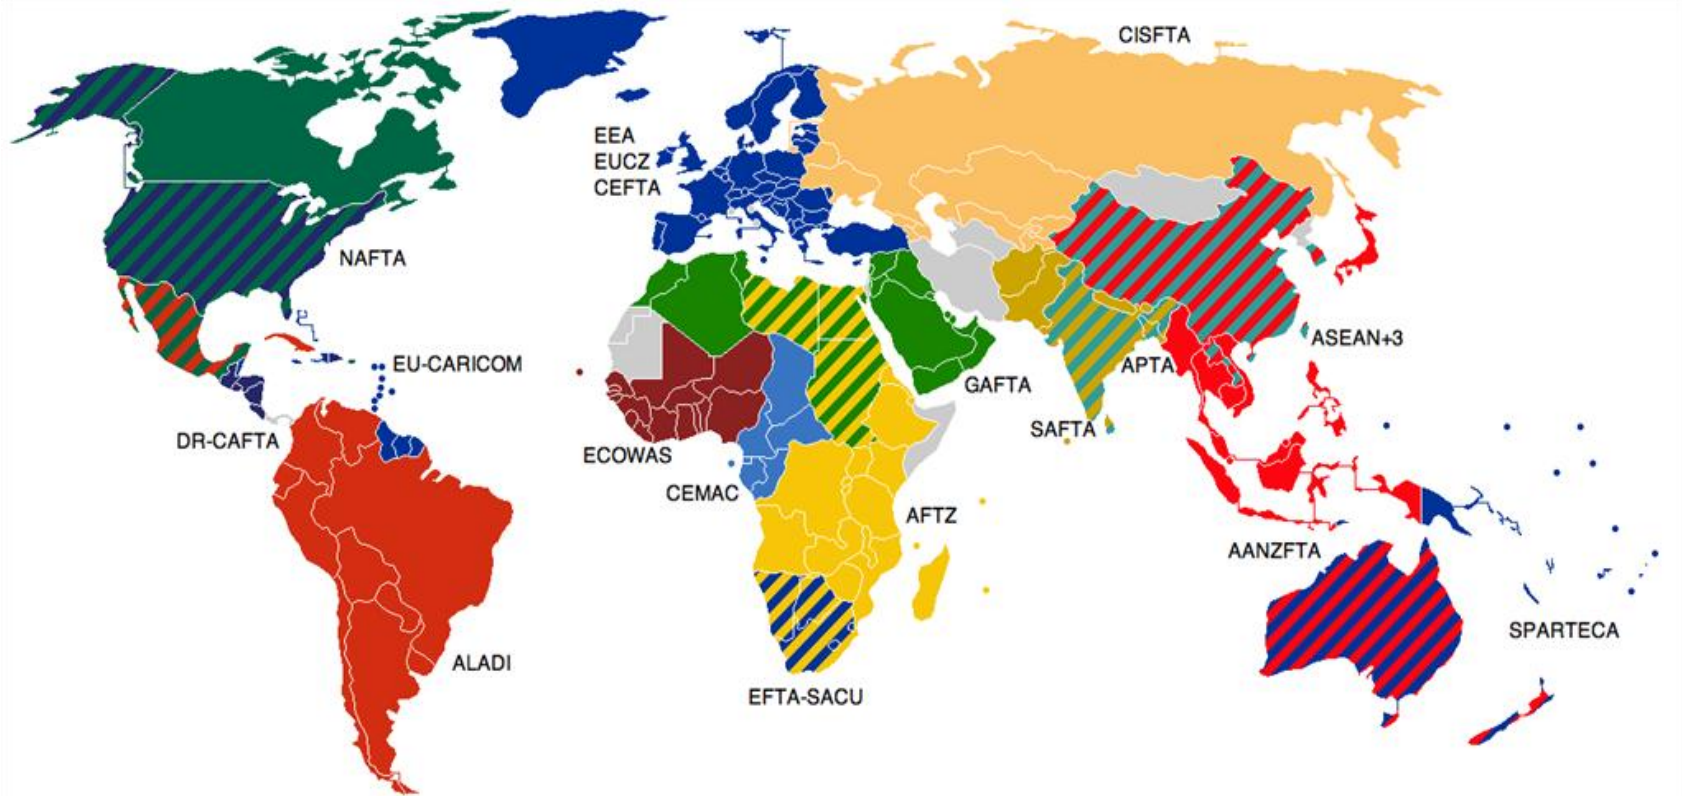 CISFTA
EEA
EUCZ
CEFTA
NAFTA
ASEAN+3
EU-CARICOM
APTA
GAFTA
SAFTA
DR-CAFTA
ECOWAS
CEMAC
AFTZ
AANZFTA
SPARTECA
ALADI
EFTA-SACU